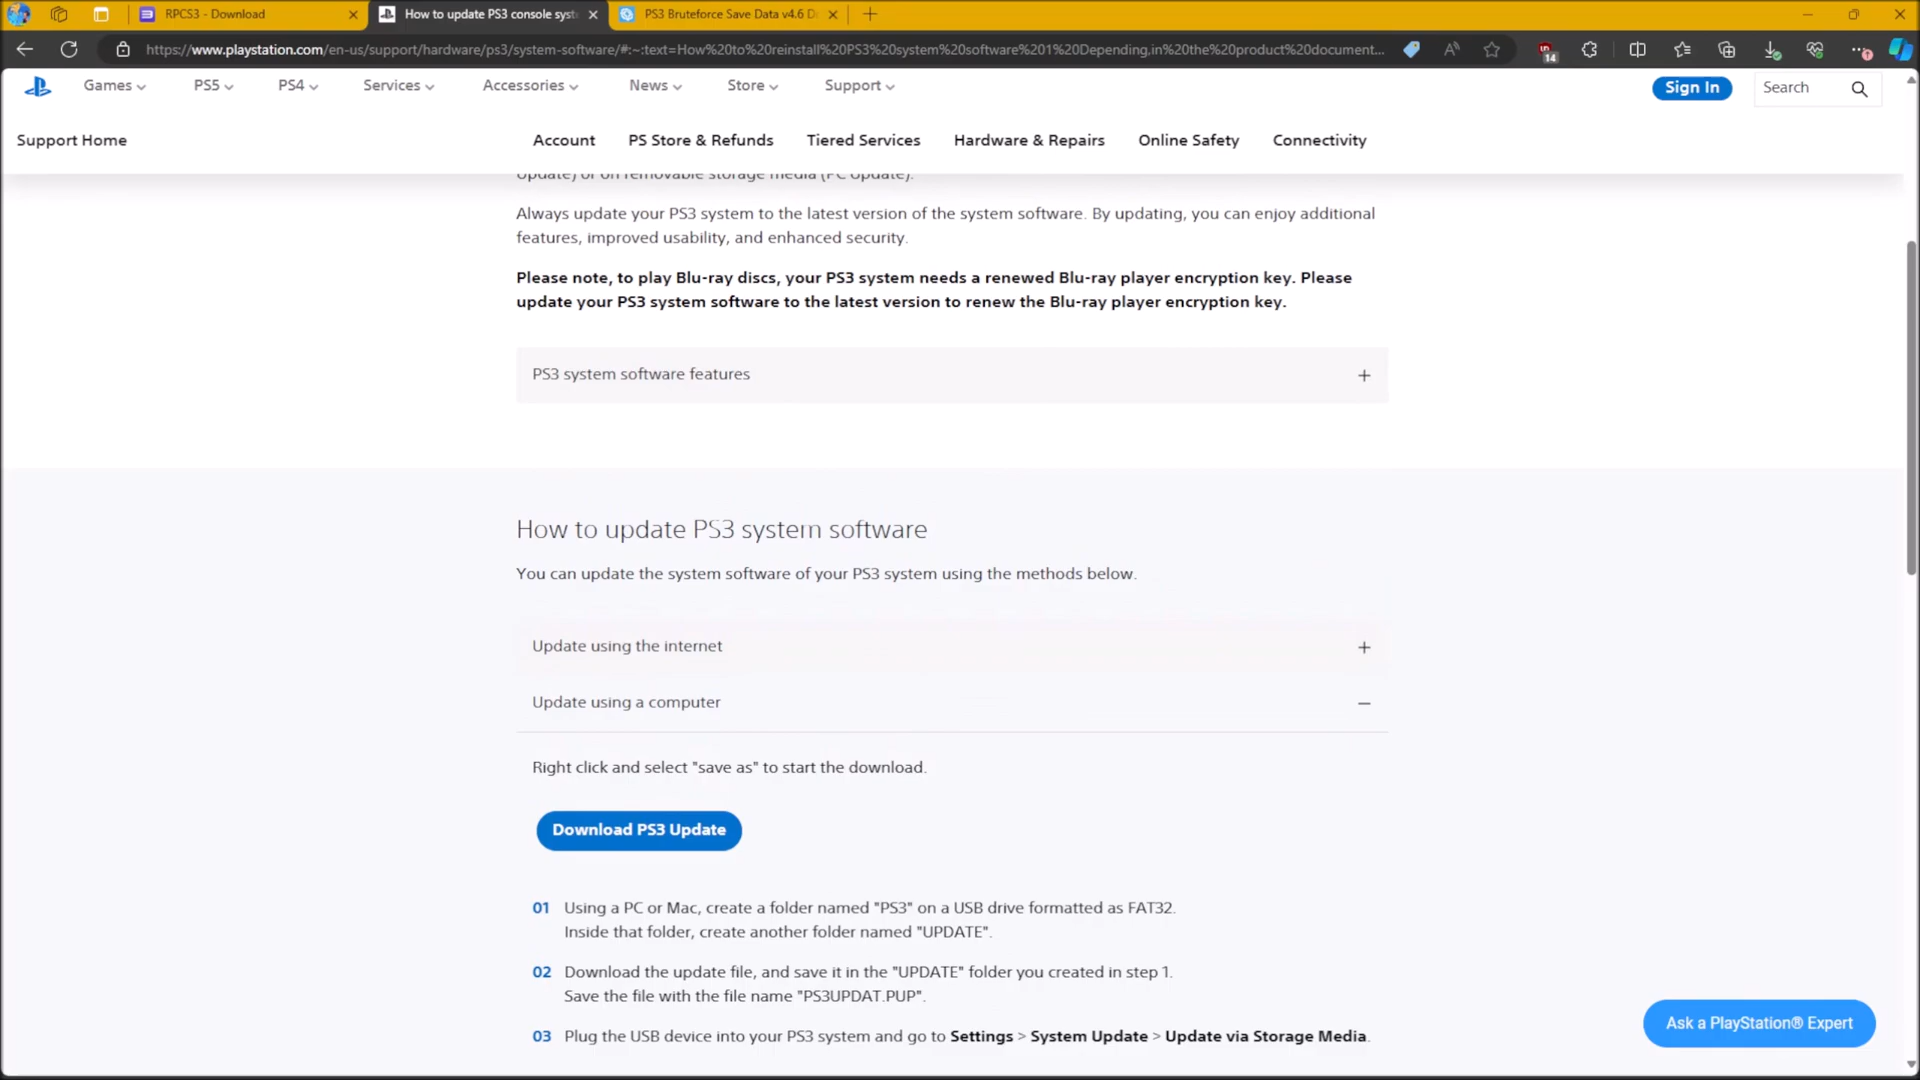 RPCS3 - Download
How to update PS3 console syst
PS3 Bruteforce Save Data v4.6 D
https://www.playstation.com/en-us/support/hardware/ps3/system-software/#:~:text=How%20to%20reinstall%20PS3%20system%20software%201%20Depending,in%20the%20product%20document...
14
Games
PS5
PS4
Services
Accessories
News
Store
Support
Sign In
Search
Support Home
Account
PS Store & Refunds
Tiered Services
Hardware & Repairs
Online Safety
Connectivity
Update) or on removable storage media (PC Update).
Always update your PS3 system to the latest version of the system software. By updating, you can enjoy additional
features, improved usability, and enhanced security.
Please note, to play Blu-ray discs, your PS3 system needs a renewed Blu-ray player encryption key. Please
update your PS3 system software to the latest version to renew the Blu-ray player encryption key.
PS3 system software features
How to update PS3 system software
You can update the system software of your PS3 system using the methods below.
Update using the internet
Update using a computer
Right click and select "save as" to start the download.
Download PS3 Update
01 Using a PC or Mac, create a folder named "PS3" on a USB drive formatted as FAT32.
Inside that folder, create another folder named "UPDATE".
02 Download the update file, and save it in the "UPDATE" folder you created in step 1.
Save the file with the file name "PS3UPDAT.PUP".
03 Plug the USB device into your PS3 system and go to Settings > System Update > Update via Storage Media.
Ask a PlayStation® Expert